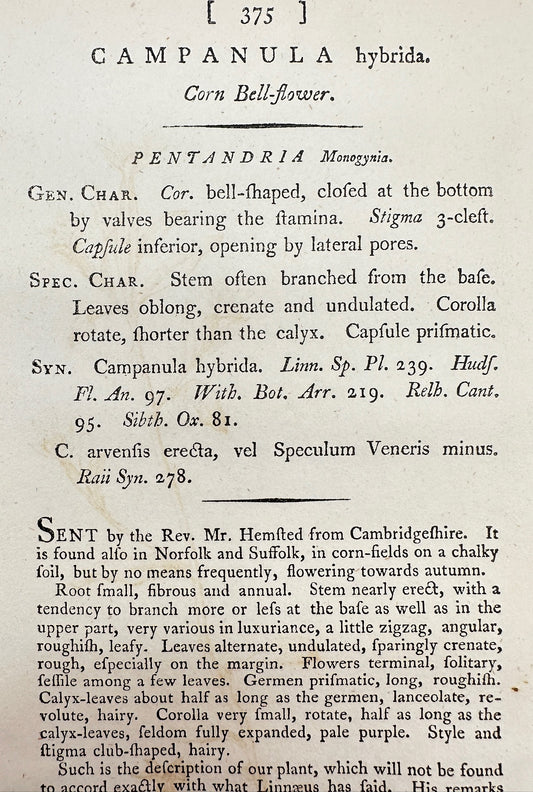 [ 375 ]
CAMPANULA hybrida.
Corn Bell-flower.
PENTANDRIA Monogynia.
GEN. CHAR. Cor. bell-ſhaped, cloſed at the bottom
by valves bearing the ſtamina. Stigma 3-cleft.
Capſule inferior, opening by lateral pores.
SPEC. CHAR. Stem often branched from the baſe.
Leaves oblong, crenate and undulated. Corolla
rotate, ſhorter than the calyx. Capſule priſmatic.
SYN. Campanula hybrida. Linn. Sp. Pl. 239. Hudſ.
Fl. An. 97. With. Bot. Arr. 219. Relh. Cant.
95. Sibth. Ox. 81.
C. arvenſis erecta, vel Speculum Veneris minus.
Raii Syn. 278.
SENT by the Rev. Mr. Hemſted from Cambridgeſhire. It
is found alſo in Norfolk and Suffolk, in corn-fields on a chalky
ſoil, but by no means frequently, flowering towards autumn.
Root ſmall, fibrous and annual. Stem nearly erect, with a
tendency to branch more or leſs at the baſe as well as in the
upper part, very various in luxuriance, a little zigzag, angular,
roughiſh, leafy. Leaves alternate, undulated, ſparingly crenate,
rough, eſpecially on the margin. Flowers terminal, ſolitary,
ſeſſile among a few leaves. Germen priſmatic, long, roughiſh.
Calyx-leaves about half as long as the germen, lanceolate, re-
volute, hairy. Corolla very ſmall, rotate, half as long as the
calyx-leaves, ſeldom fully expanded, pale purple. Style and
ſtigma club-ſhaped, hairy.
Such is the deſcription of our plant, which will not be found
to accord exactly with what Linnæus has ſaid. His remarks